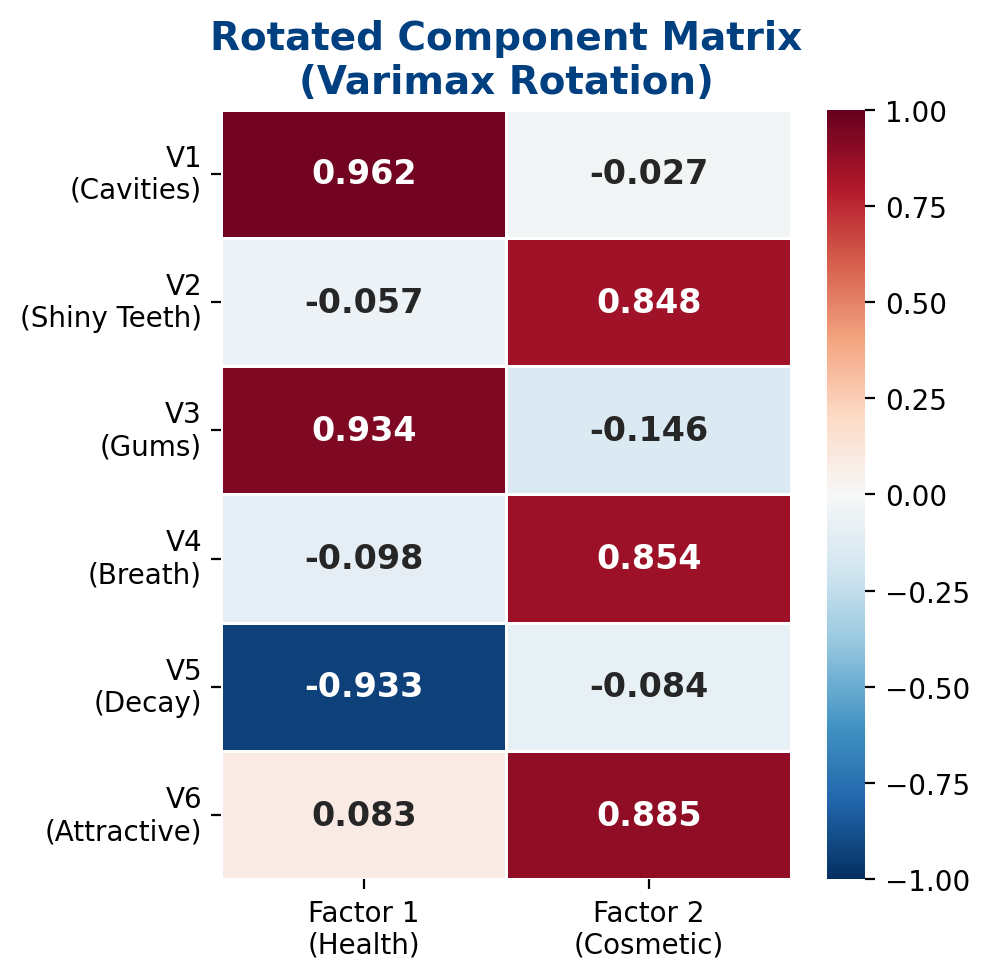 Rotated Component Matrix
(Varimax Rotation)
V1
(Cavities)
0.962
-0.027
V2
(Shiny Teeth)
-0.057
0.848
V3
(Gums)
0.934
-0.146
V4
(Breath)
-0.098
0.854
V5
(Decay)
-0.933
-0.084
V6
(Attractive)
0.083
0.885
Factor 1
(Health)
Factor 2
(Cosmetic)
1.00
0.75
0.50
0.25
0.00
−0.25
−0.50
−0.75
−1.00